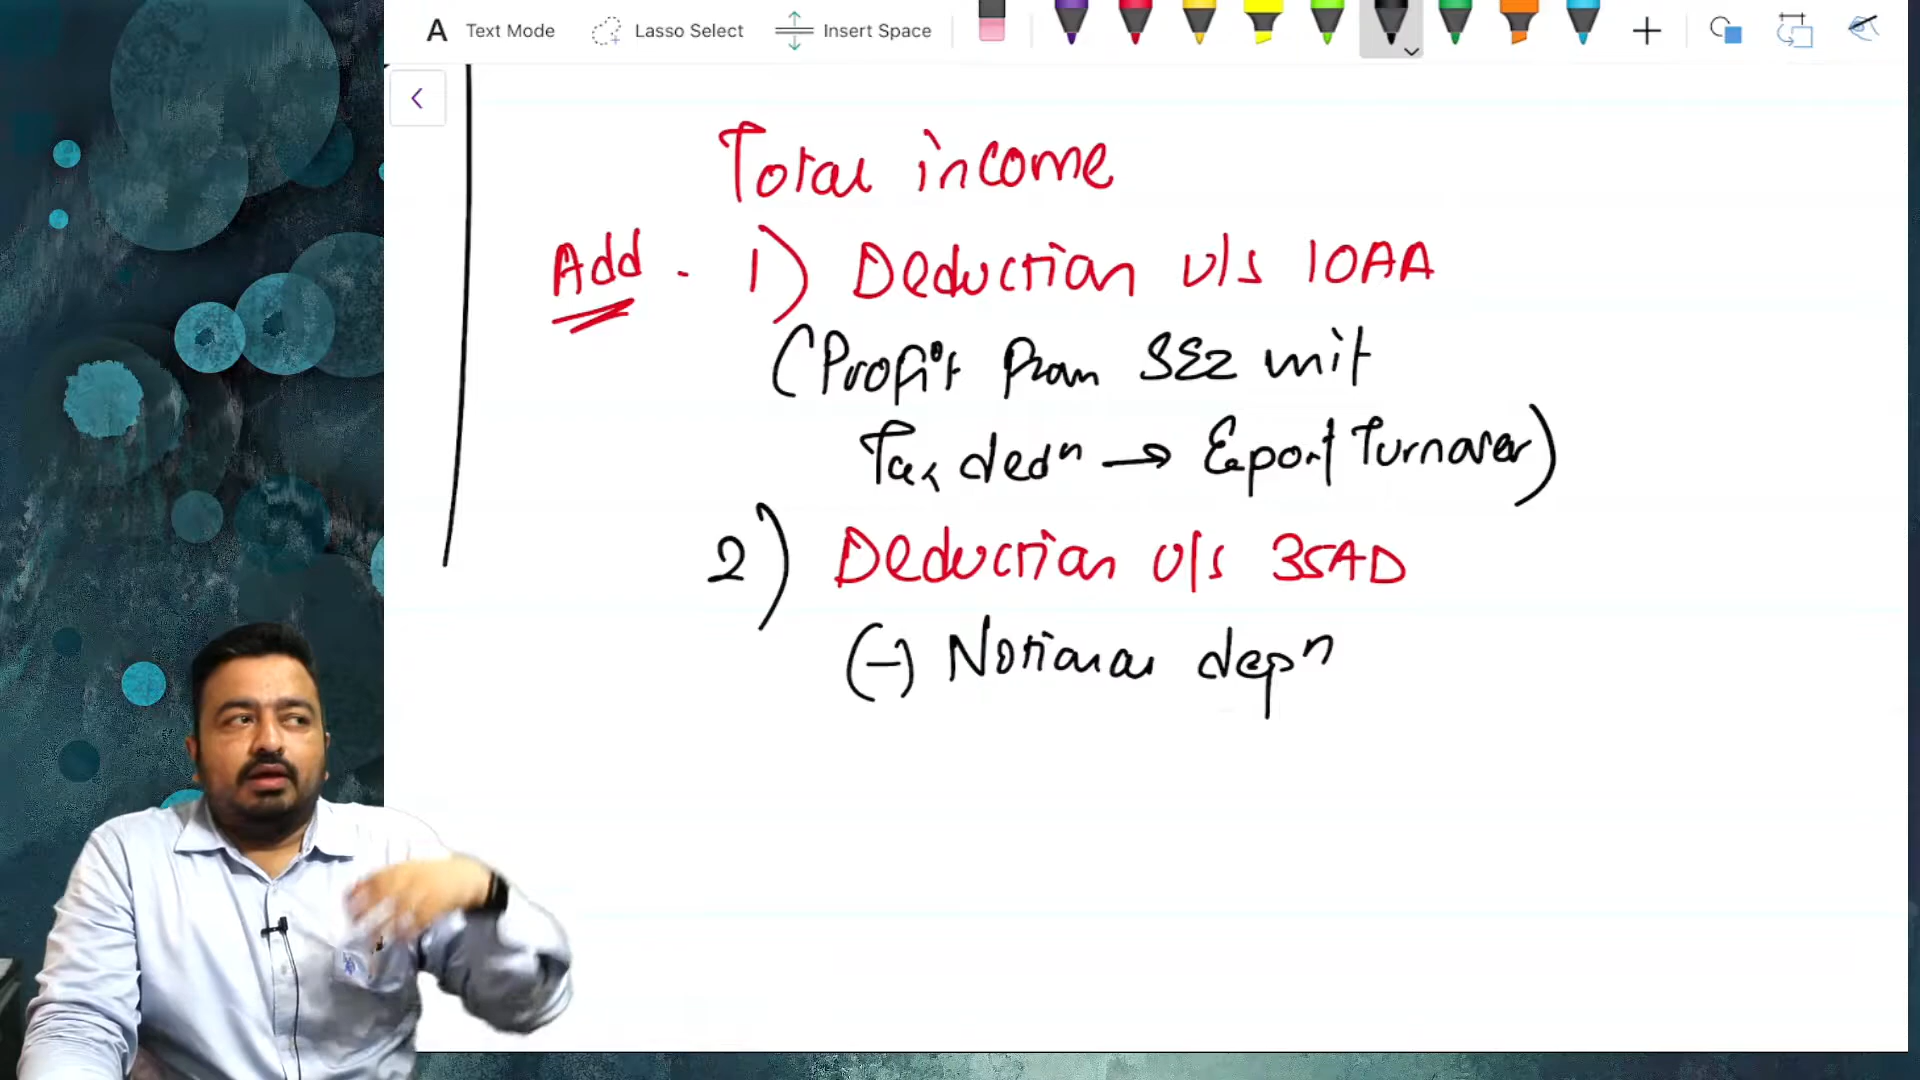 A Text Mode Lasso Select Insert Space
Total income
Add. 1) Deduction u/s 10AA
(Profit from SEZ unit
Tax dedn → Export Turnover)
2) Deduction u/s 35AD
(-) Notional depn